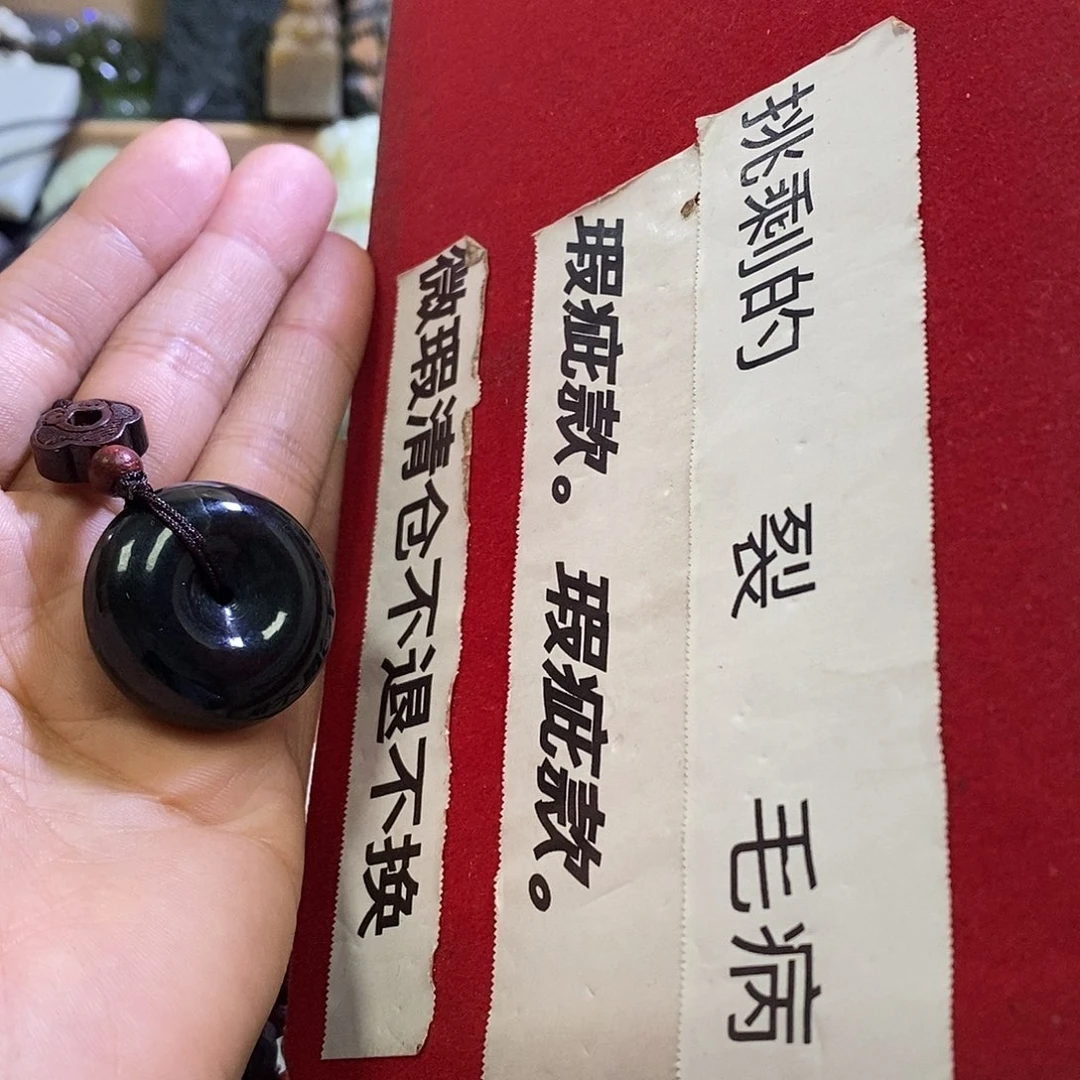 挑剩的 裂 毛病
瑕疵款。 瑕疵款。
微瑕清仓不退不换